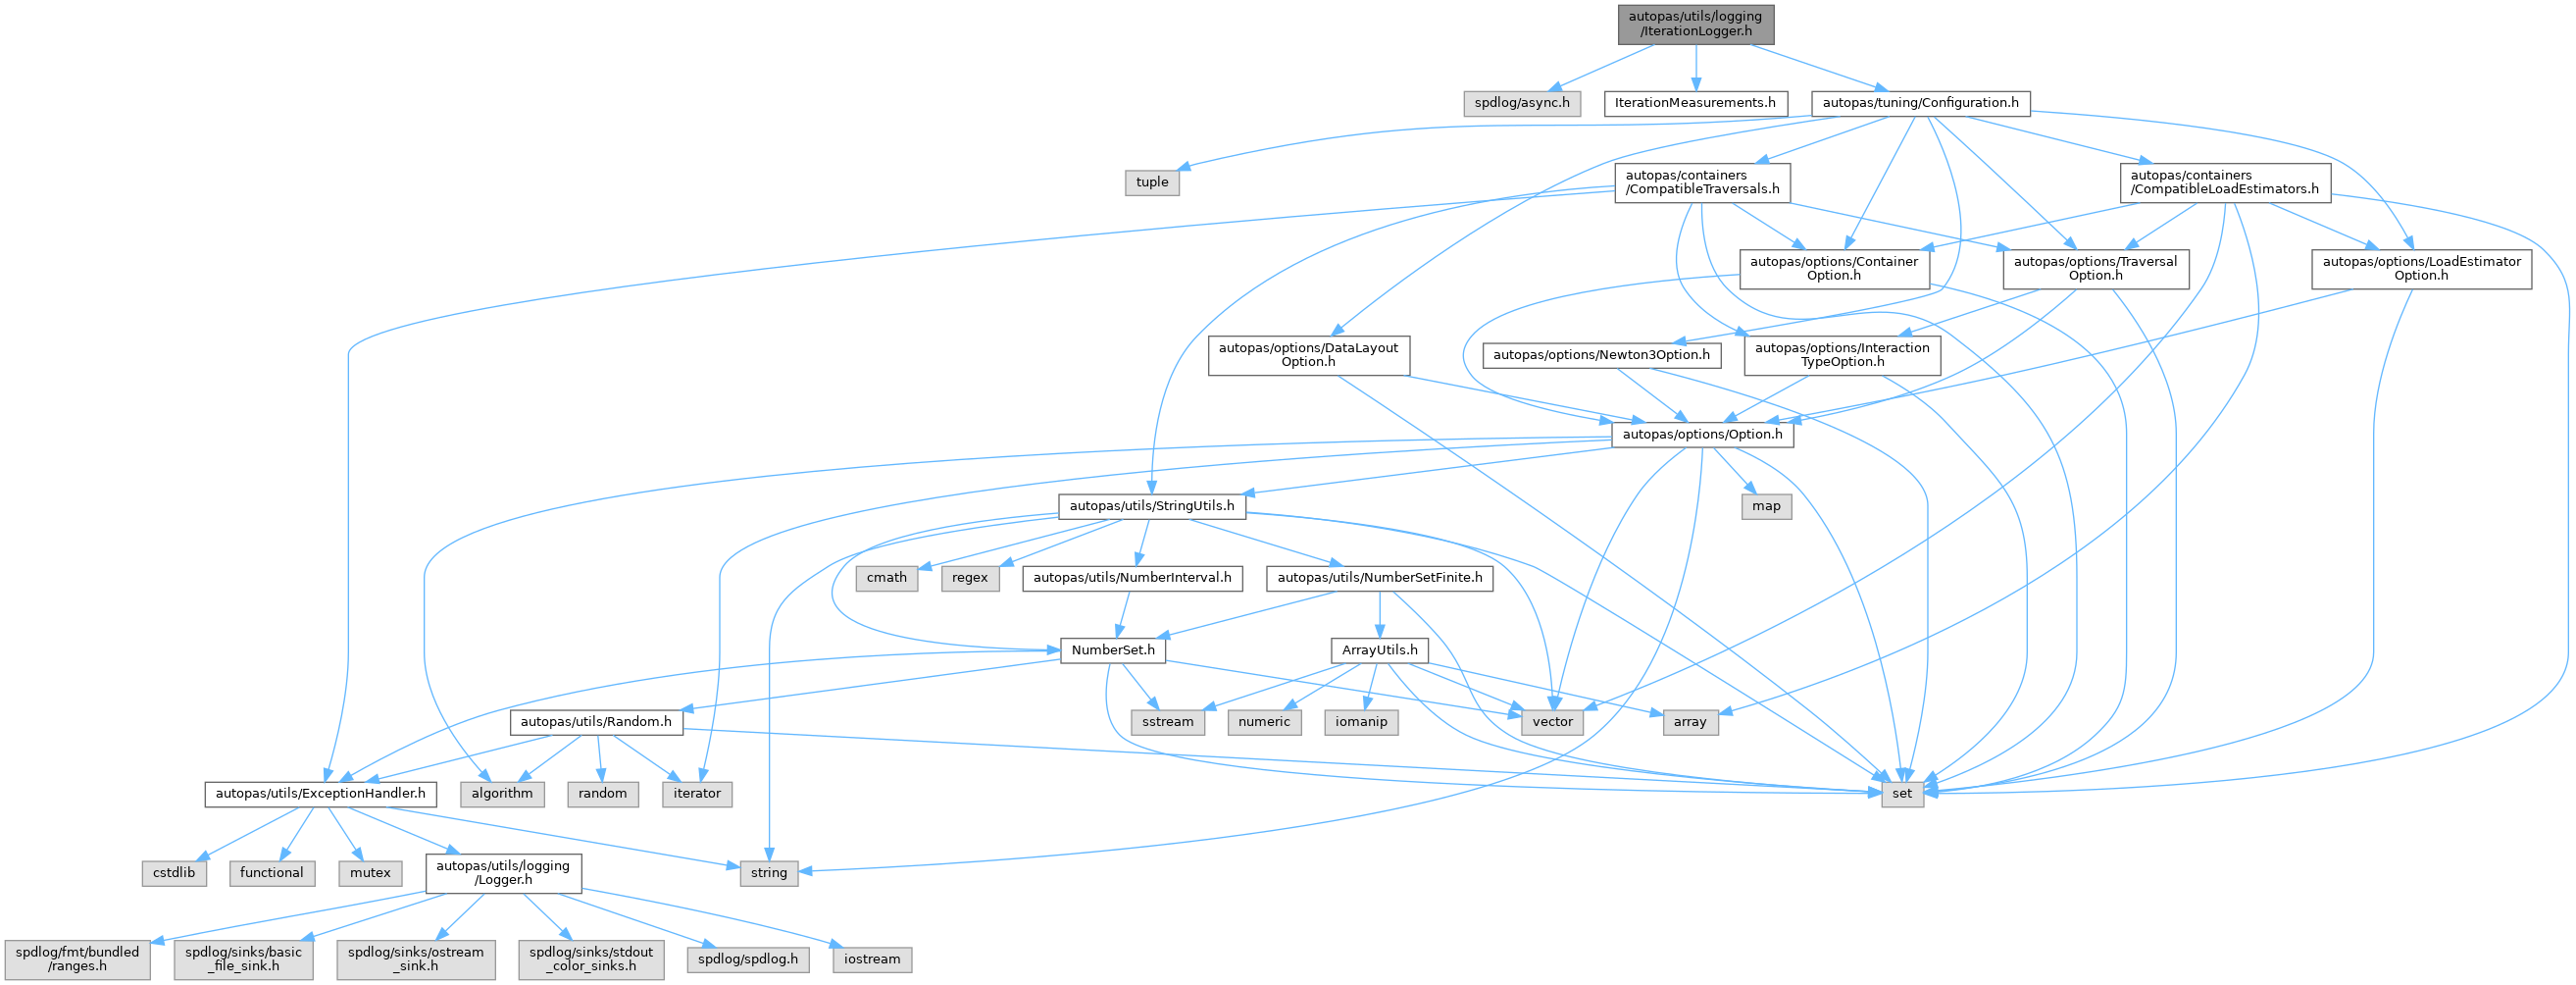 autopas/utils/logging
/IterationLogger.h
spdlog/async.h
IterationMeasurements.h
autopas/tuning/Configuration.h
tuple
autopas/containers
/CompatibleTraversals.h
autopas/containers
/CompatibleLoadEstimators.h
autopas/options/Container
Option.h
autopas/options/Traversal
Option.h
autopas/options/LoadEstimator
Option.h
autopas/options/DataLayout
Option.h
autopas/options/Newton3Option.h
autopas/options/Interaction
TypeOption.h
autopas/options/Option.h
autopas/utils/StringUtils.h
map
cmath
regex
autopas/utils/NumberInterval.h
autopas/utils/NumberSetFinite.h
NumberSet.h
ArrayUtils.h
autopas/utils/Random.h
sstream
numeric
iomanip
vector
array
autopas/utils/ExceptionHandler.h
algorithm
random
iterator
set
cstdlib
functional
mutex
autopas/utils/logging
/Logger.h
string
spdlog/fmt/bundled
/ranges.h
spdlog/sinks/basic
_file_sink.h
spdlog/sinks/ostream
_sink.h
spdlog/sinks/stdout
_color_sinks.h
spdlog/spdlog.h
iostream